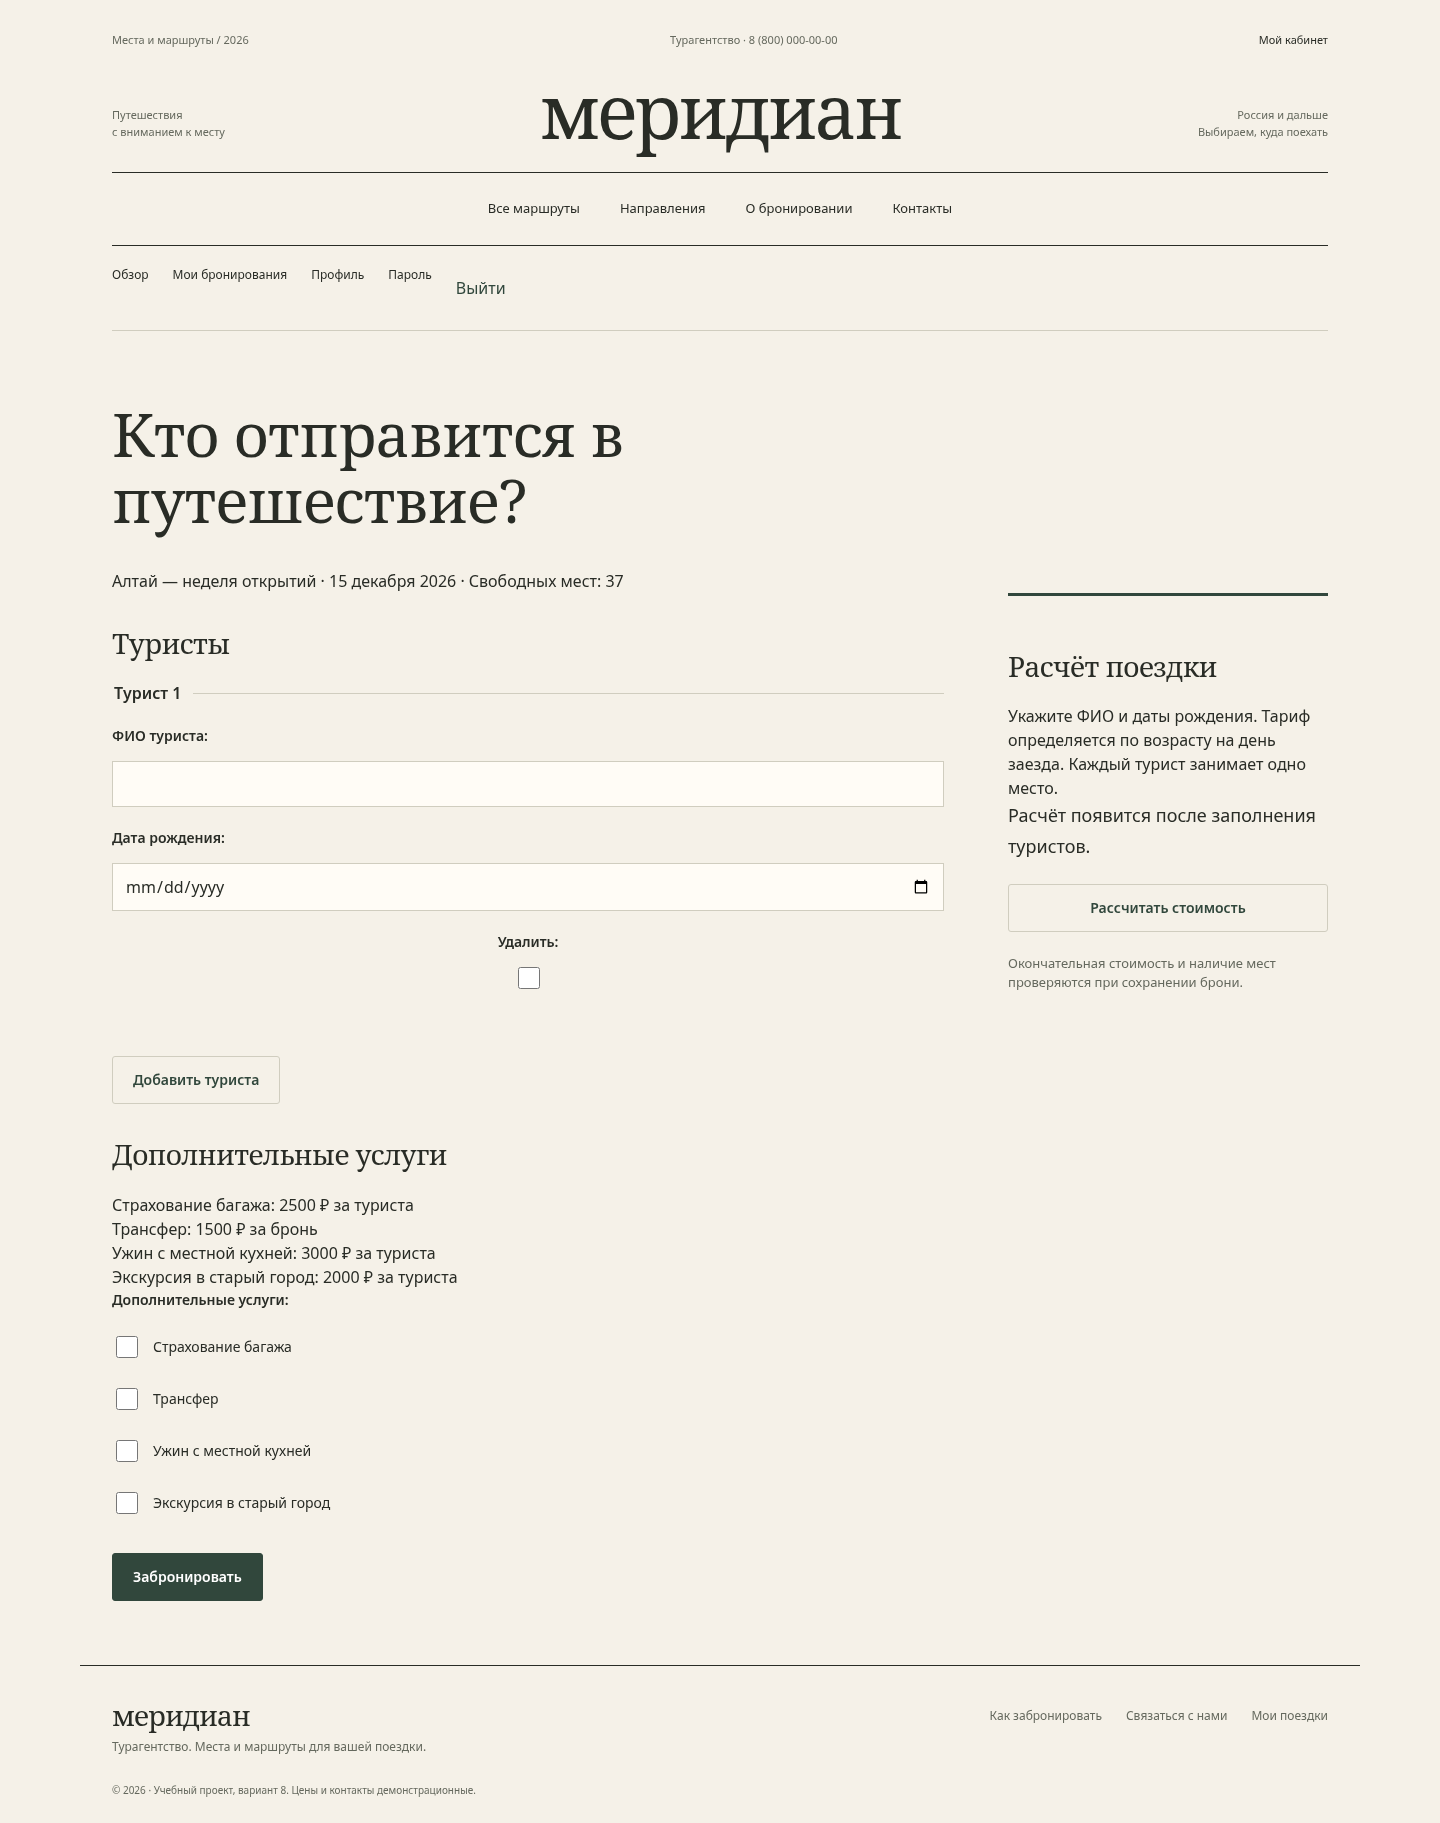 Места и маршруты / 2026
Турагентство · 8 (800) 000-00-00
Мой кабинет
Путешествия
с вниманием к месту
меридиан
Россия и дальше
Выбираем, куда поехать
Все маршруты
Направления
О бронировании
Контакты
Обзор
Мои бронирования
Профиль
Пароль
Выйти
Кто отправится в
путешествие?
Алтай — неделя открытий · 15 декабря 2026 · Свободных мест: 37
Туристы
Турист 1
ФИО туриста:
Дата рождения:
mm/dd/yyyy
Удалить:
Добавить туриста
Расчёт поездки
Укажите ФИО и даты рождения. Тариф
определяется по возрасту на день
заезда. Каждый турист занимает одно
место.
Расчёт появится после заполнения
туристов.
Рассчитать стоимость
Окончательная стоимость и наличие мест
проверяются при сохранении брони.
Дополнительные услуги
Страхование багажа: 2500 ₽ за туриста
Трансфер: 1500 ₽ за бронь
Ужин с местной кухней: 3000 ₽ за туриста
Экскурсия в старый город: 2000 ₽ за туриста
Дополнительные услуги:
Страхование багажа
Трансфер
Ужин с местной кухней
Экскурсия в старый город
Забронировать
меридиан
Турагентство. Места и маршруты для вашей поездки.
Как забронировать
Связаться с нами
Мои поездки
© 2026 · Учебный проект, вариант 8. Цены и контакты демонстрационные.